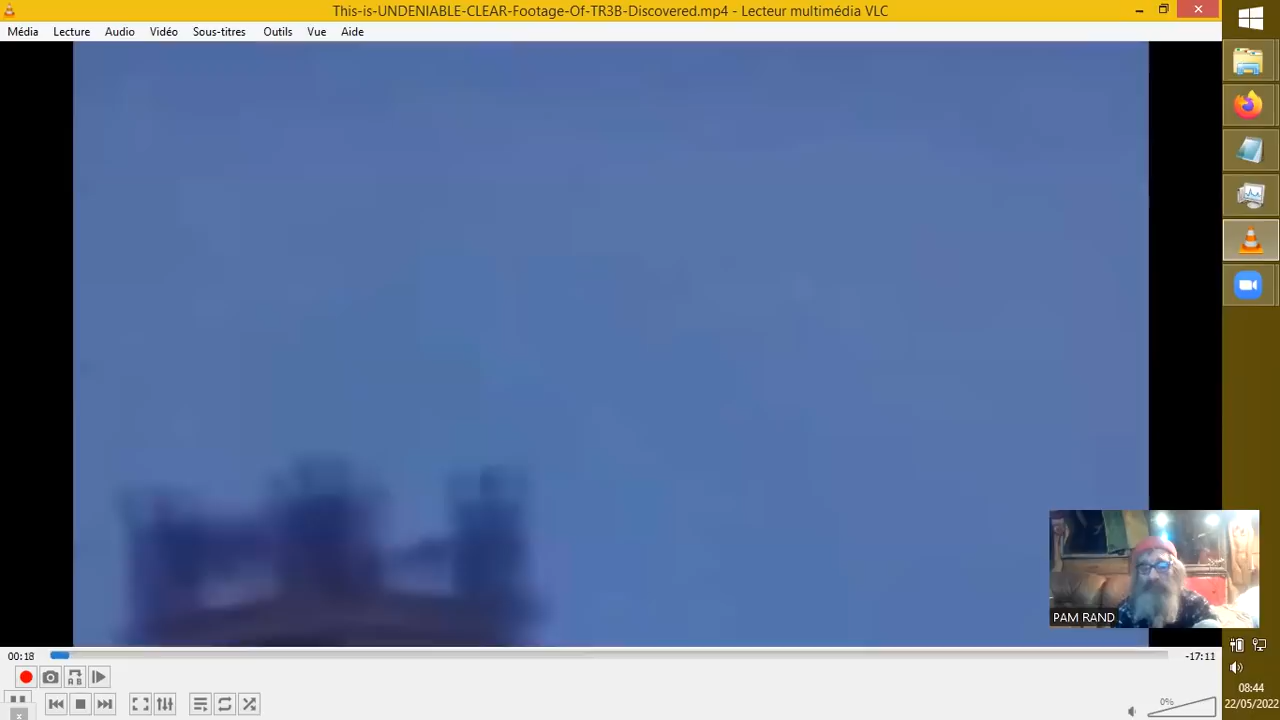 This-is-UNDENIABLE-CLEAR-Footage-Of-TR3B-Discovered.mp4 - Lecteur multimédia VLC
Média Lecture Audio Vidéo Sous-titres Outils Vue Aide
PAM RAND
00:18
-17:11
0%
08:44
22/05/2022
x